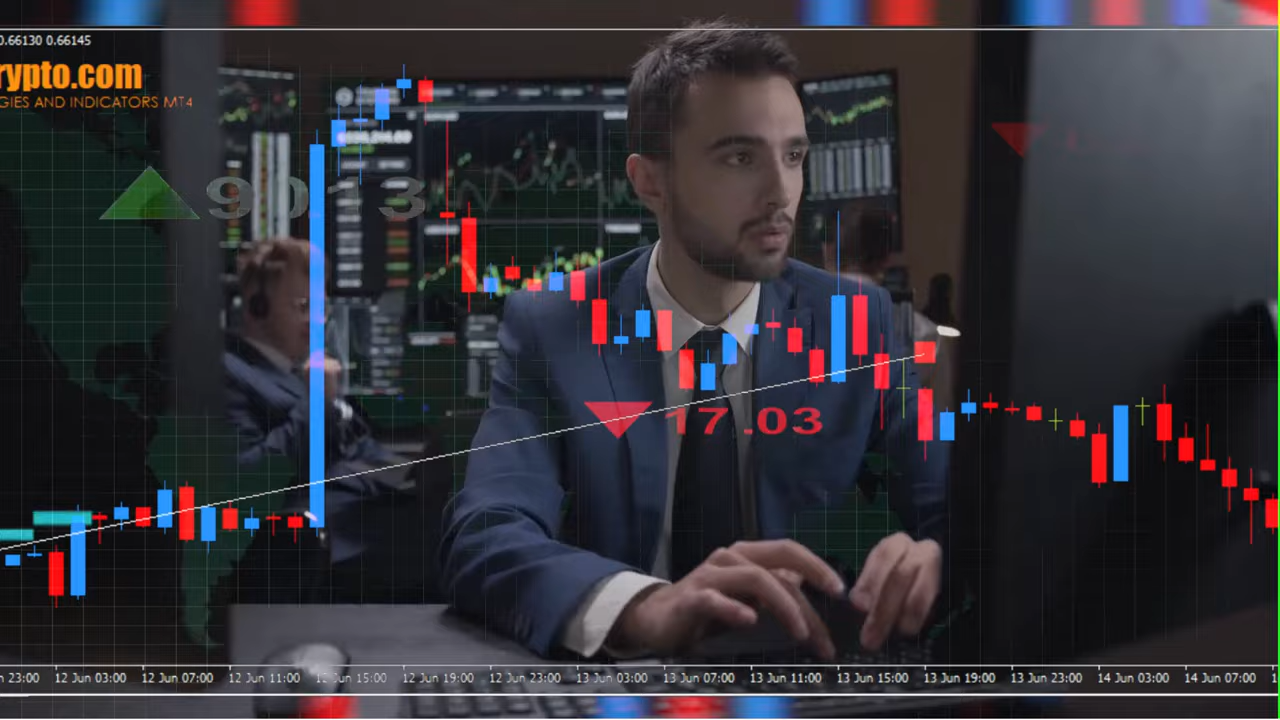 0.66130 0.66145
rypto.com
GIES AND INDICATORS MT4
9013
17.03
23:00 12 Jun 03:00 12 Jun 07:00 12 Jun 11:00 12 Jun 15:00 12 Jun 19:00 12 Jun 23:00 13 Jun 03:00 13 Jun 07:00 13 Jun 11:00 13 Jun 15:00 13 Jun 19:00 13 Jun 23:00 14 Jun 03:00 14 Jun 07:00